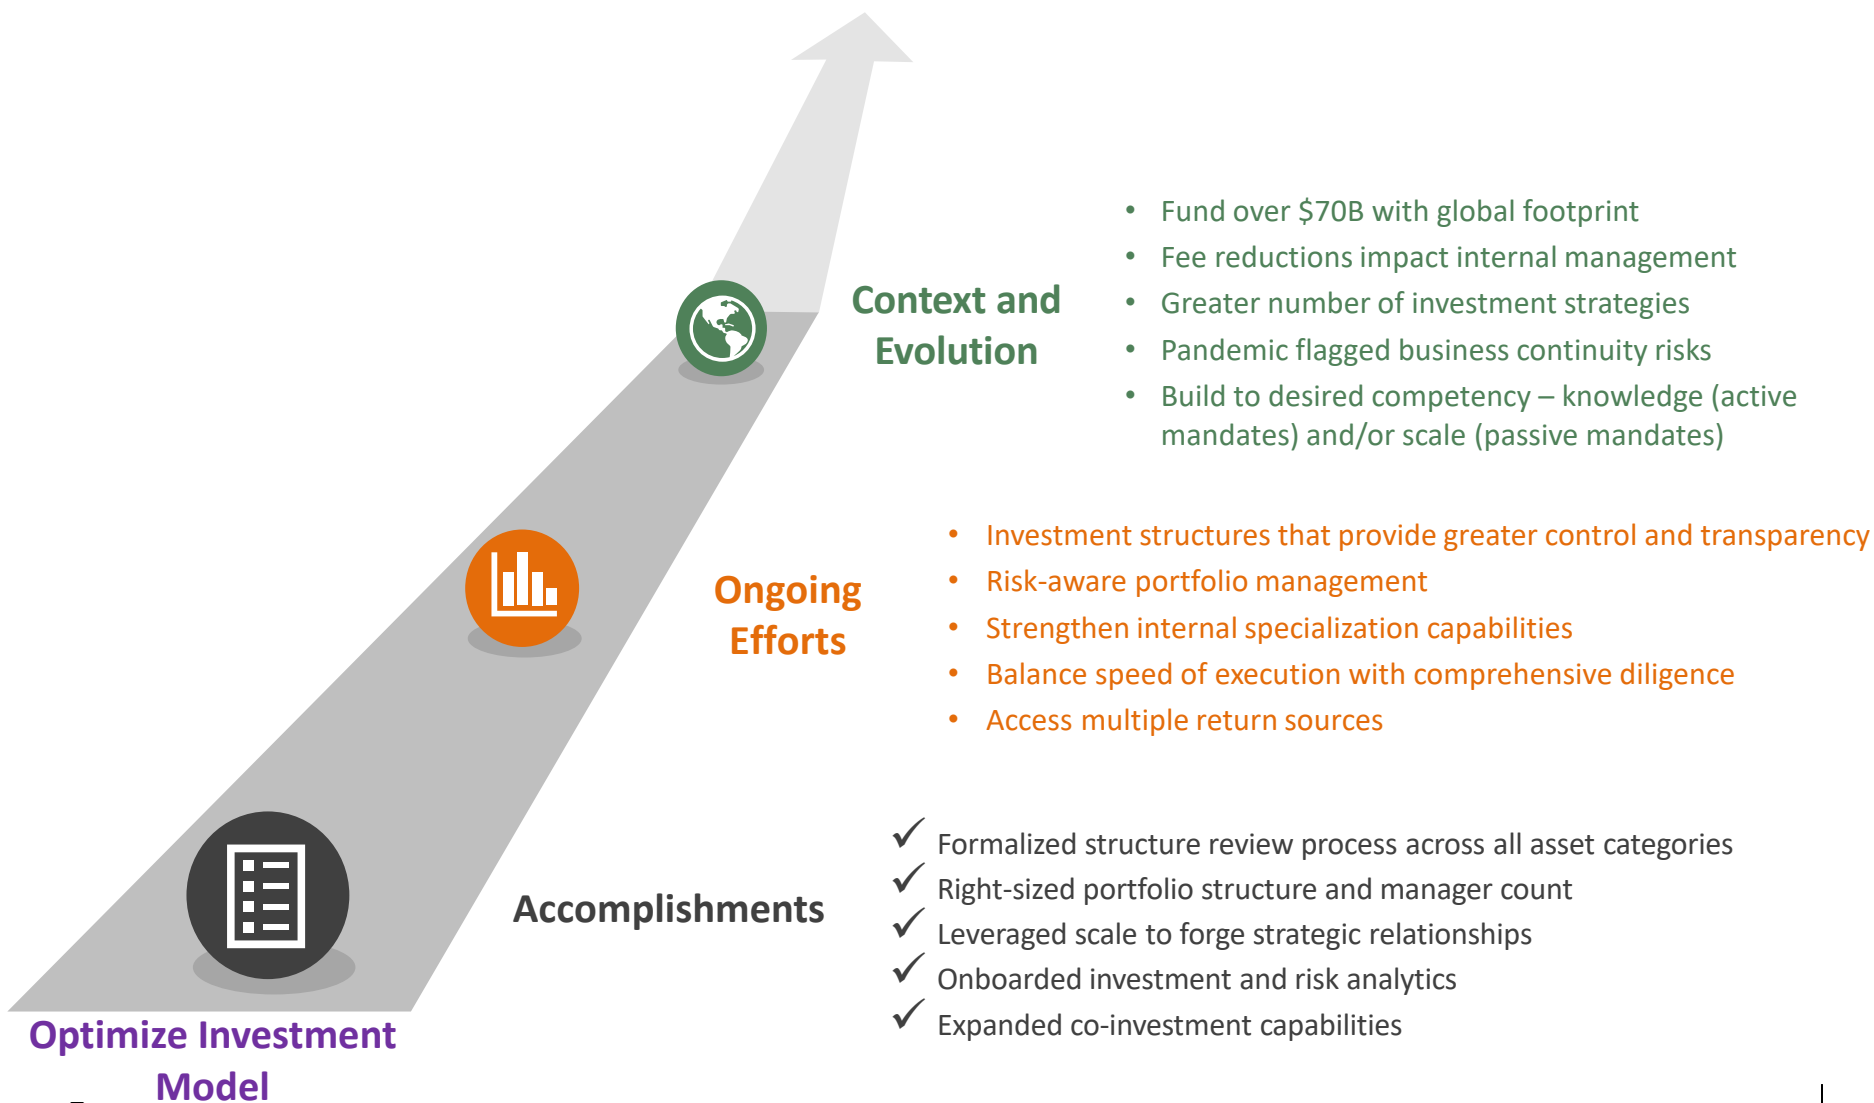 Context and
Evolution
• Fund over $70B with global footprint
• Fee reductions impact internal management
• Greater number of investment strategies
• Pandemic flagged business continuity risks
• Build to desired competency – knowledge (active
mandates) and/or scale (passive mandates)
Ongoing
Efforts
• Investment structures that provide greater control and transparency
• Risk-aware portfolio management
• Strengthen internal specialization capabilities
• Balance speed of execution with comprehensive diligence
• Access multiple return sources
Accomplishments
✓ Formalized structure review process across all asset categories
✓ Right-sized portfolio structure and manager count
✓ Leveraged scale to forge strategic relationships
✓ Onboarded investment and risk analytics
✓ Expanded co-investment capabilities
Optimize Investment
Model